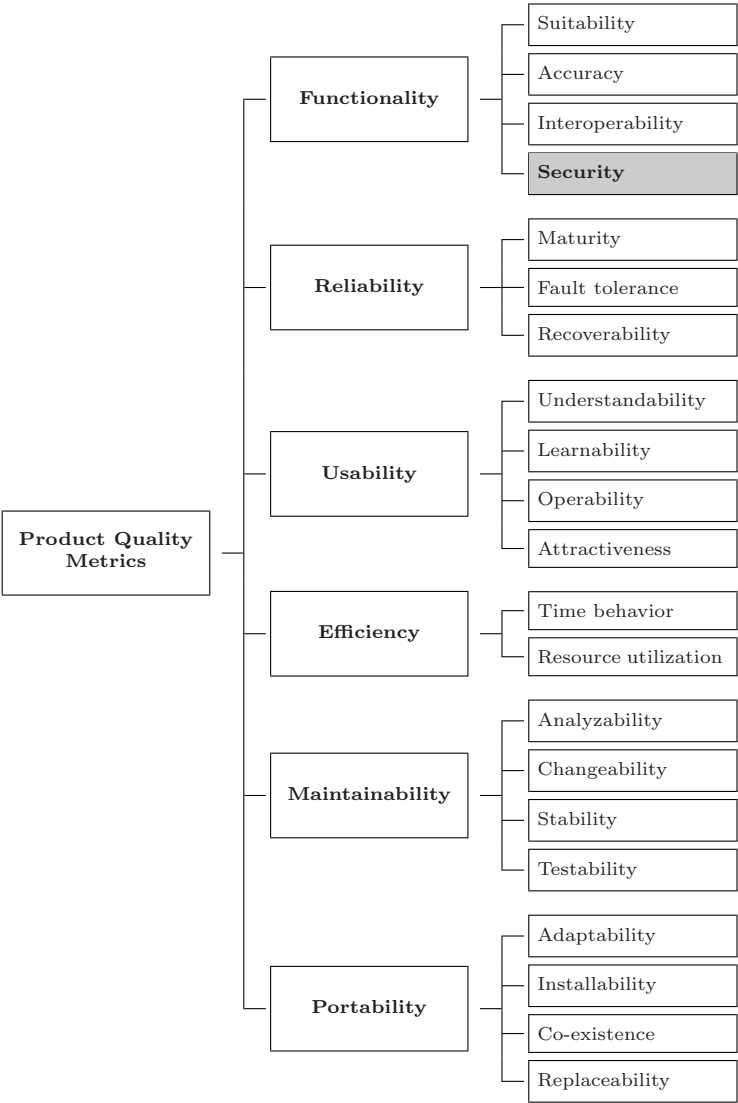 Product Quality
Metrics
Functionality
Suitability
Accuracy
Interoperability
Security
Reliability
Maturity
Fault tolerance
Recoverability
Usability
Understandability
Learnability
Operability
Attractiveness
Efficiency
Time behavior
Resource utilization
Maintainability
Analyzability
Changeability
Stability
Testability
Portability
Adaptability
Installability
Co-existence
Replaceability